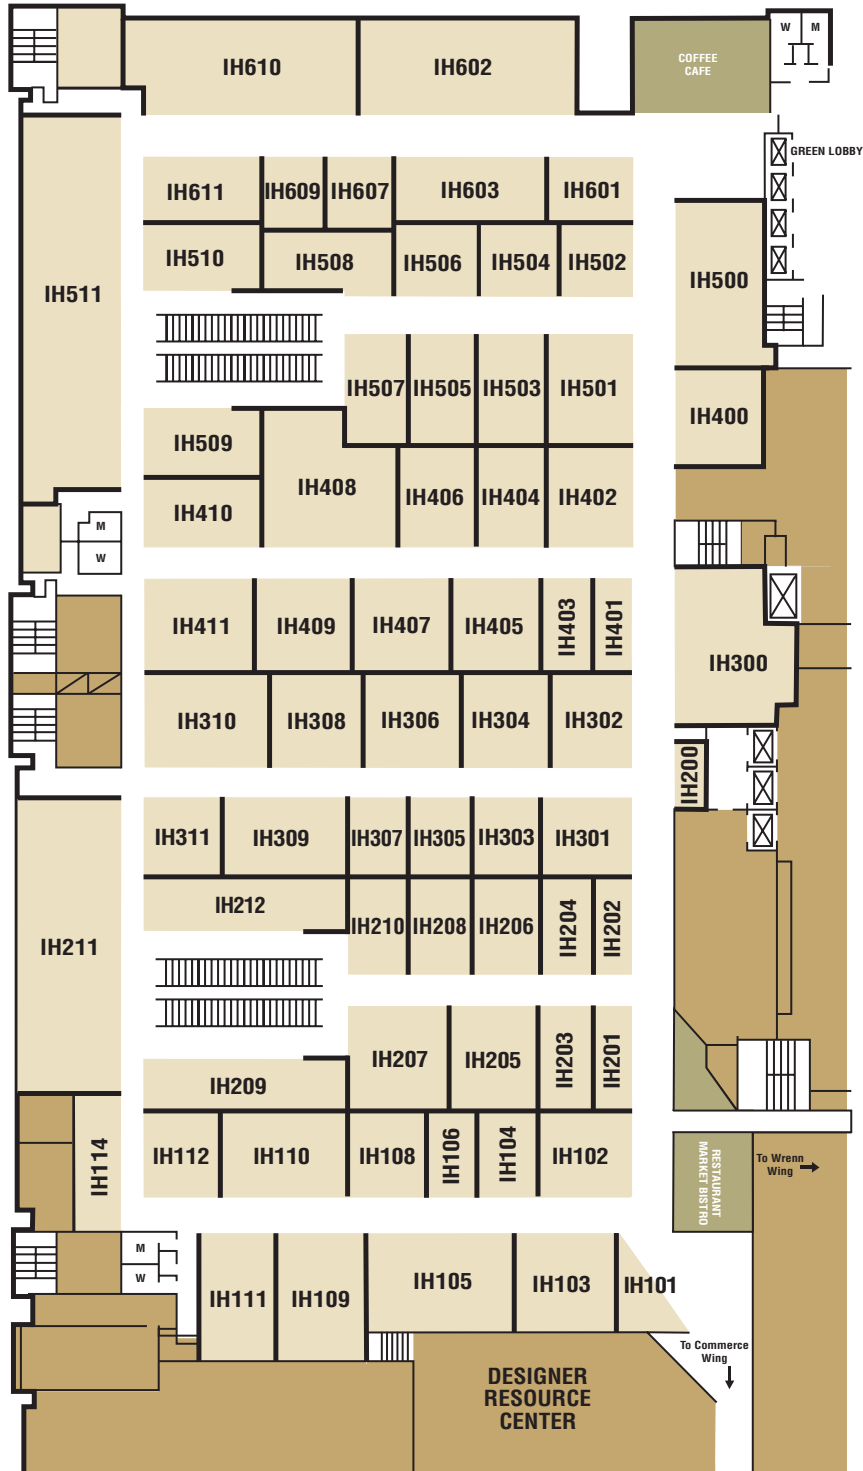 W M
IH610 IH602 COFFEE
CAFE
GREEN LOBBY
IH611 IH609 IH607 IH603 IH601
IH510 IH508 IH506 IH504 IH502
IH511 IH500
IH507 IH505 IH503 IH501
IH400
IH509
IH408
IH410 IH406 IH404 IH402
M
W
IH411 IH409 IH407 IH405 IH403 IH401
IH300
IH310 IH308 IH306 IH304 IH302
IH200
IH311 IH309 IH307 IH305 IH303 IH301
IH212
IH210 IH208 IH206 IH204 IH202
IH211
IH207 IH205 IH203 IH201
IH209
IH114 IH112 IH110 IH108 IH106 IH104 IH102
RESTAURANT
MARKET BISTRO
To Wrenn
Wing
M
W
IH111 IH109 IH105 IH103 IH101
To Commerce
Wing
DESIGNER
RESOURCE
CENTER